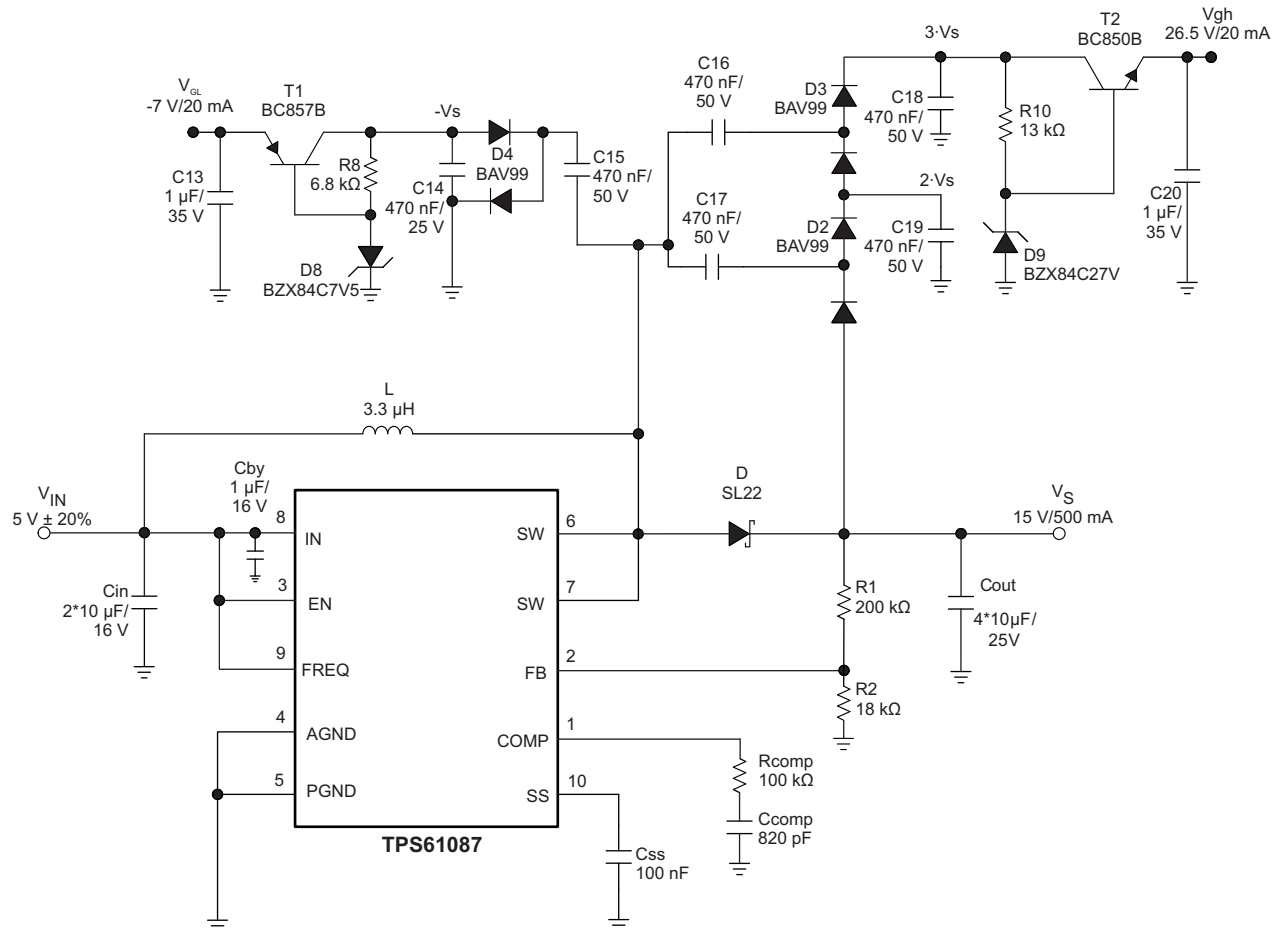 T2
BC850B
Vgh
26.5 V/20 mA
3·Vs
C16
470 nF/
50 V
D3
BAV99
C18
470 nF/
50 V
R10
13 kΩ
VGL
-7 V/20 mA
T1
BC857B
-Vs
C13
1 µF/
35 V
R8
6.8 kΩ
C14
470 nF/
25 V
D4
BAV99
C15
470 nF/
50 V
C17
470 nF/
50 V
2·Vs
D2
BAV99
C19
470 nF/
50 V
C20
1 µF/
35 V
D8
BZX84C7V5
D9
BZX84C27V
L
3.3 µH
Cby
1 µF/
16 V
VIN
5 V ± 20%
D
SL22
VS
15 V/500 mA
8
IN
SW
6
3
EN
SW
7
Cin
2*10 µF/
16 V
R1
200 kΩ
Cout
4*10µF/
25V
9
FREQ
FB
2
R2
18 kΩ
4
AGND
COMP
1
Rcomp
100 kΩ
5
PGND
SS
10
Ccomp
820 pF
TPS61087
Css
100 nF